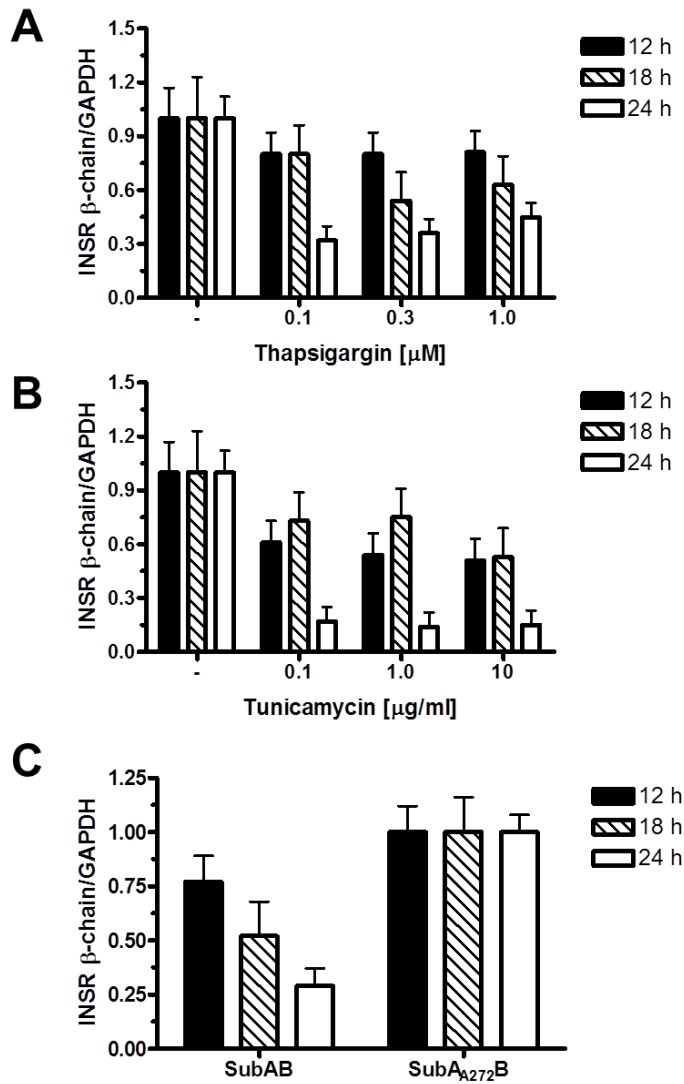 A
INSR β-chain/GAPDH
1.5
1.2
0.9
0.6
0.3
0.0
- 0.1 0.3 1.0
Thapsigargin [μM]
12 h
18 h
24 h
B
INSR β-chain/GAPDH
1.5
1.2
0.9
0.6
0.3
0.0
- 0.1 1.0 10
Tunicamycin [μg/ml]
12 h
18 h
24 h
C
INSR β-chain/GAPDH
1.25
1.00
0.75
0.50
0.25
0.00
SubAB SubA_A272B
12 h
18 h
24 h